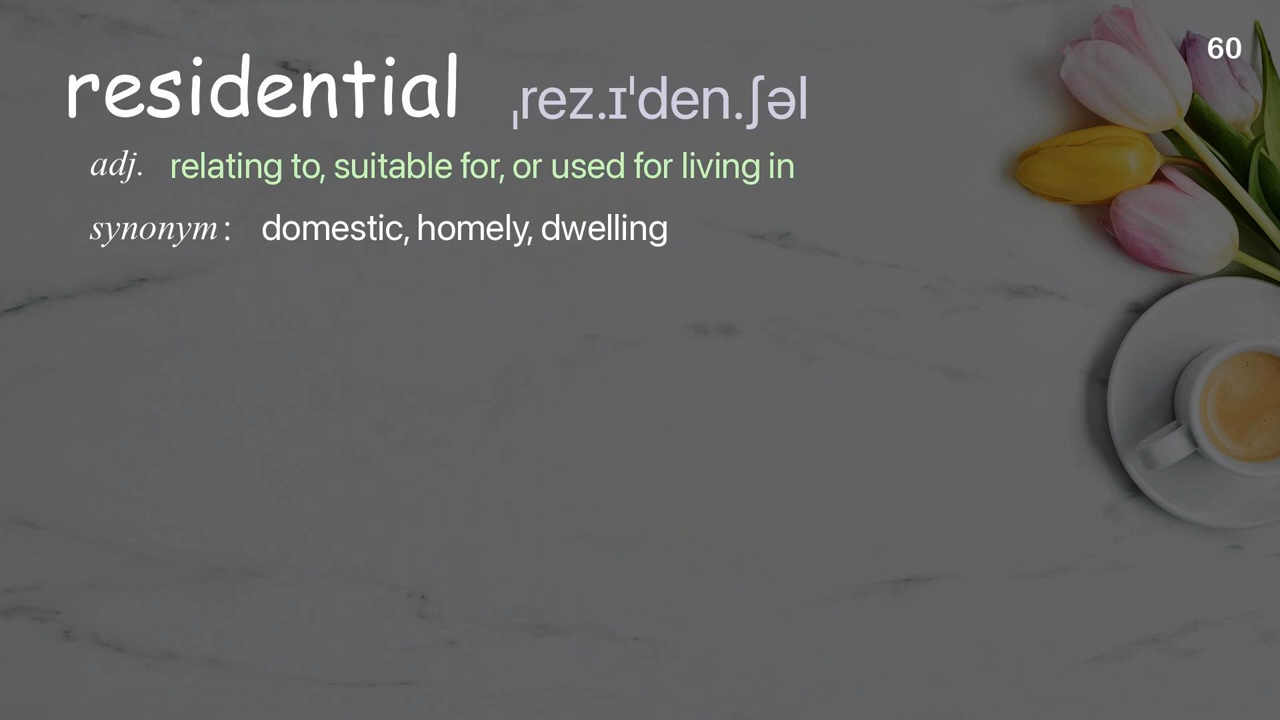 60
residential ˌrez.ɪˈden.ʃəl
adj. relating to, suitable for, or used for living in
synonym: domestic, homely, dwelling